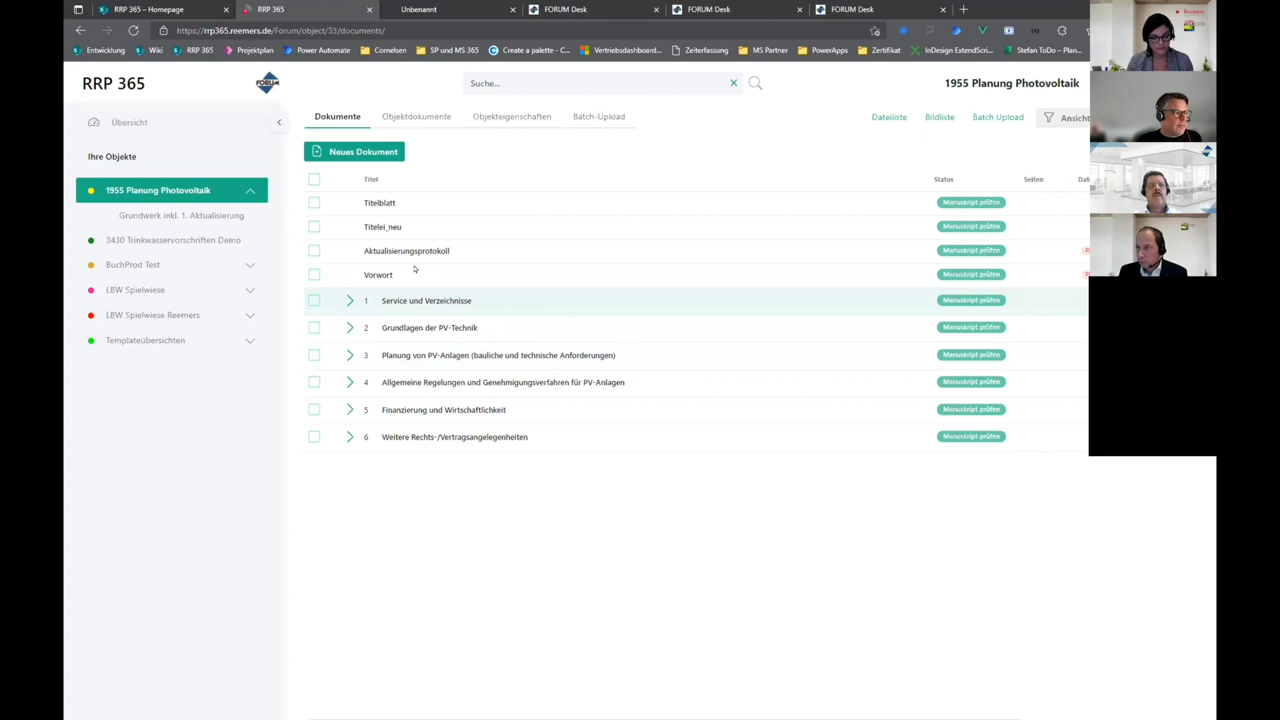 RRP 365 – Homepage
RRP 365
Unbenannt
FORUM Desk
FORUM Desk
FORUM Desk
https://rrp365.reemers.de/Forum/object/33/documents/
Entwicklung
Wiki
RRP 365
Projektplan
Power Automate
Cornelsen
SP und MS 365
Create a palette - C...
Vertriebsdashboard...
Zeiterfassung
MS Partner
PowerApps
Zertifikat
InDesign ExtendScri...
Stefan ToDo – Plan...
RRP 365
FORUM
Suche...
1955 Planung Photovoltaik
Übersicht
Dokumente
Objektdokumente
Objekteigenschaften
Batch-Upload
Dateiliste
Bildliste
Batch Upload
Ansicht
Ihre Objekte
1955 Planung Photovoltaik
Grundwerk inkl. 1. Aktualisierung
3430 Trinkwasservorschriften Demo
BuchProd Test
LBW Spielwiese
LBW Spielwiese Reemers
Templateübersichten
Neues Dokument
Titel Status Seiten Dat
Titelblatt Manuskript prüfen
Titelei_neu Manuskript prüfen
Aktualisierungsprotokoll Manuskript prüfen
Vorwort Manuskript prüfen
1 Service und Verzeichnisse Manuskript prüfen
2 Grundlagen der PV-Technik Manuskript prüfen
3 Planung von PV-Anlagen (bauliche und technische Anforderungen) Manuskript prüfen
4 Allgemeine Regelungen und Genehmigungsverfahren für PV-Anlagen Manuskript prüfen
5 Finanzierung und Wirtschaftlichkeit Manuskript prüfen
6 Weitere Rechts-/Vertragsangelegenheiten Manuskript prüfen
Reemers